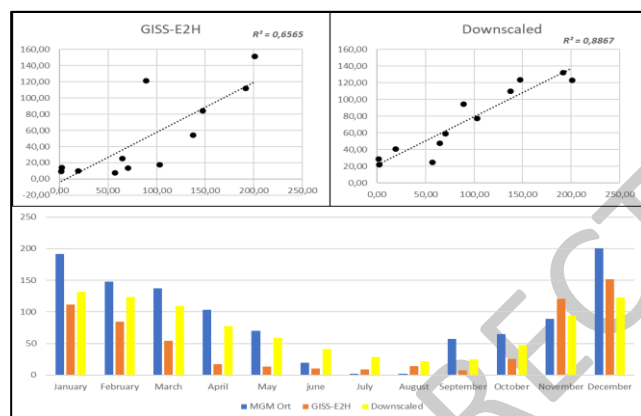 GISS-E2H
R² = 0,6565
160,00
140,00
120,00
100,00
80,00
60,00
40,00
20,00
0,00
-20,00
0,00 50,00 100,00 150,00 200,00 250,00
Downscaled
R² = 0,8867
160,00
140,00
120,00
100,00
80,00
60,00
40,00
20,00
0,00
0,00 50,00 100,00 150,00 200,00 250,00
250
200
150
100
50
0
January February March April May June July August September October November December
MGM Ort GISS-E2H Downscaled
RECT